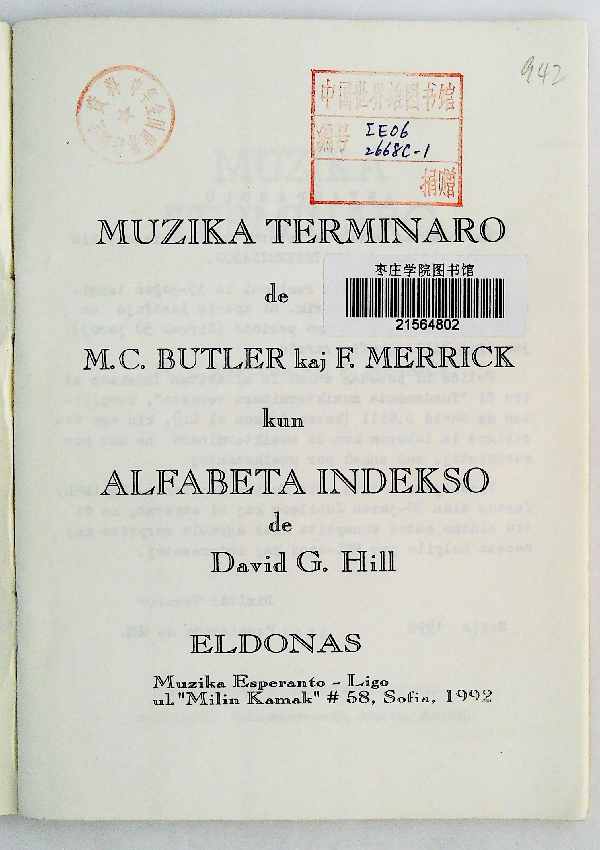 942
中国世界语图书馆
编号 ΣE06
2668C-1
捐赠
MUZIKA TERMINARO
枣庄学院图书馆
21564802
de
M.C. BUTLER kaj F. MERRICK
kun
ALFABETA INDEKSO
de
David G. Hill
ELDONAS
Muzika Esperanto - Ligo
ul."Milin Kamak" # 58, Sofia, 1992